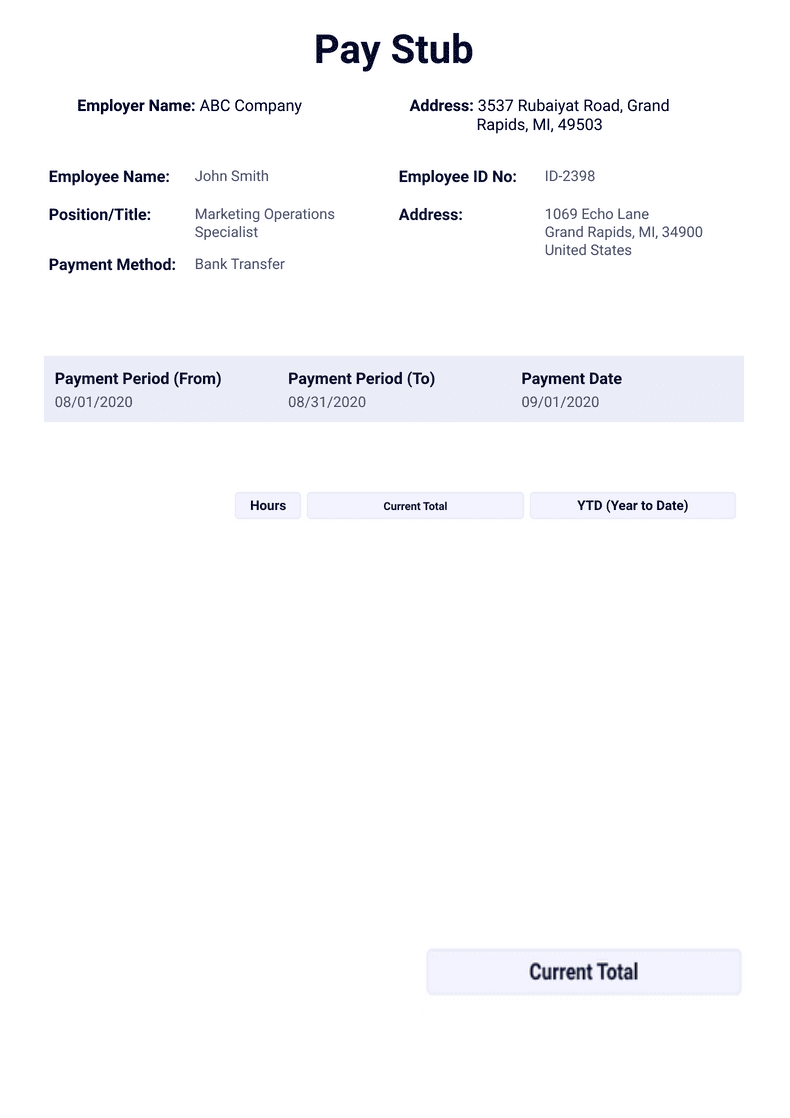 Pay Stub
Employer Name: ABC Company
Address: 3537 Rubaiyat Road, Grand
Rapids, MI, 49503
Employee Name: John Smith
Employee ID No: ID-2398
Position/Title: Marketing Operations
Specialist
Address: 1069 Echo Lane
Grand Rapids, MI, 34900
United States
Payment Method: Bank Transfer
Payment Period (From) Payment Period (To) Payment Date
08/01/2020 08/31/2020 09/01/2020
Hours Current Total YTD (Year to Date)
Current Total